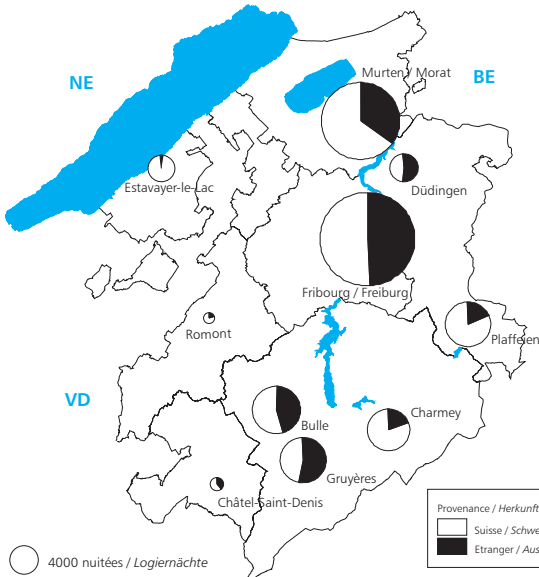 NE
BE
Murten / Morat
Estavayer-le-Lac
Düdingen
Fribourg / Freiburg
Romont
Plaffeien
VD
Charmey
Bulle
Gruyères
Châtel-Saint-Denis
Provenance / Herkunft
Suisse / Schwe
Etranger / Aus
4000 nuitées / Logiernächte